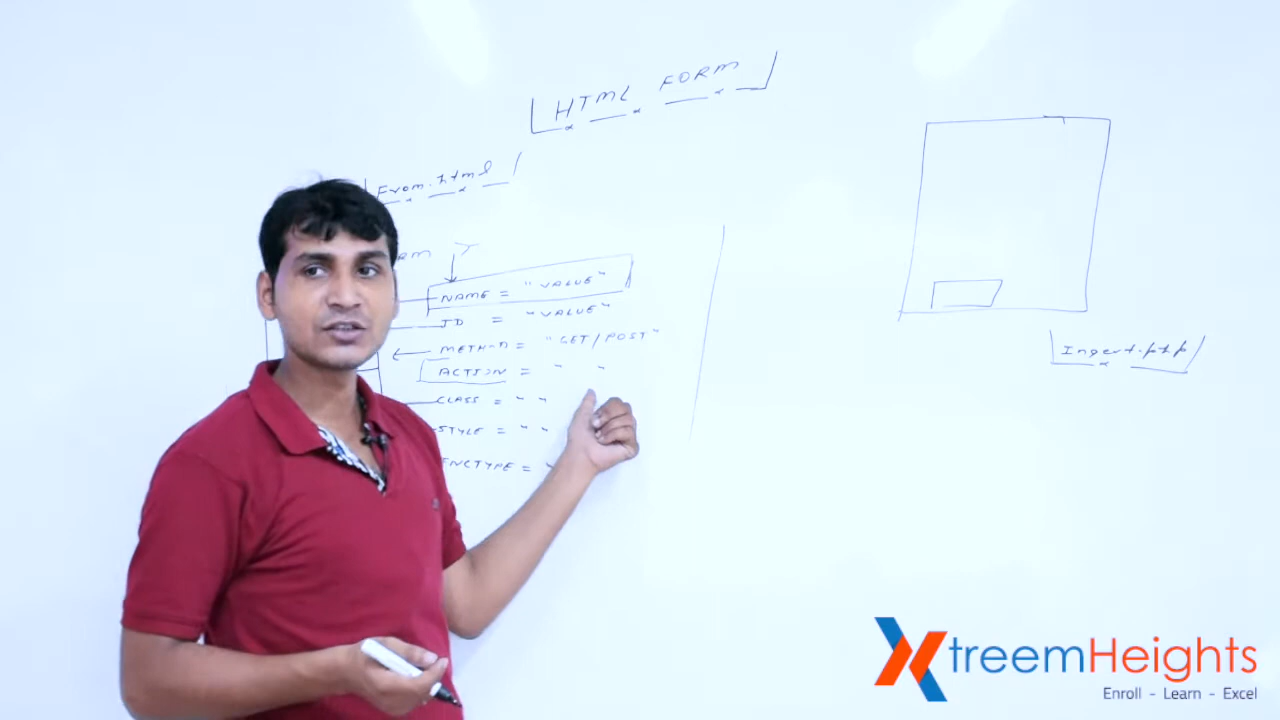 HTML FORM
From.html
RM >
NAME = "VALUE"
ID = "VALUE"
METHOD = "GET/POST"
ACTION = " "
CLASS = " "
STYLE = " "
ENCTYPE = "
Insert.php
XtreemHeights
Enroll - Learn - Excel